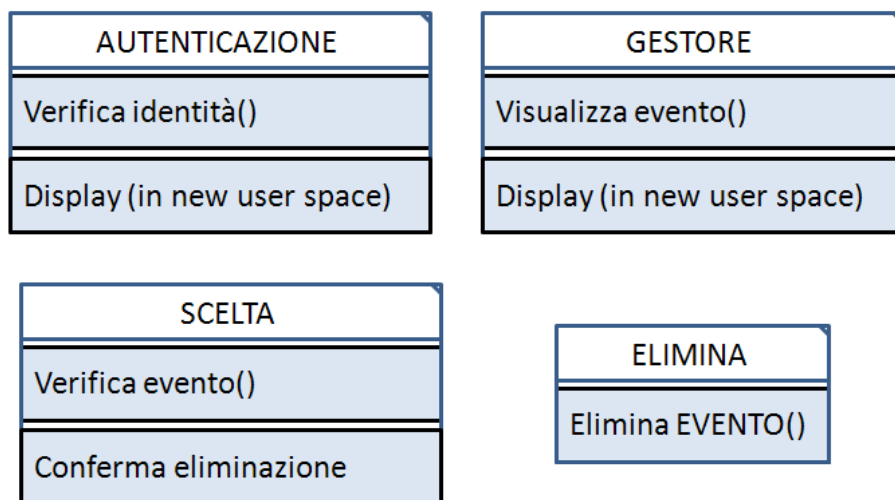 AUTENTICAZIONE
Verifica identità()
Display (in new user space)
GESTORE
Visualizza evento()
Display (in new user space)
SCELTA
Verifica evento()
Conferma eliminazione
ELIMINA
Elimina EVENTO()